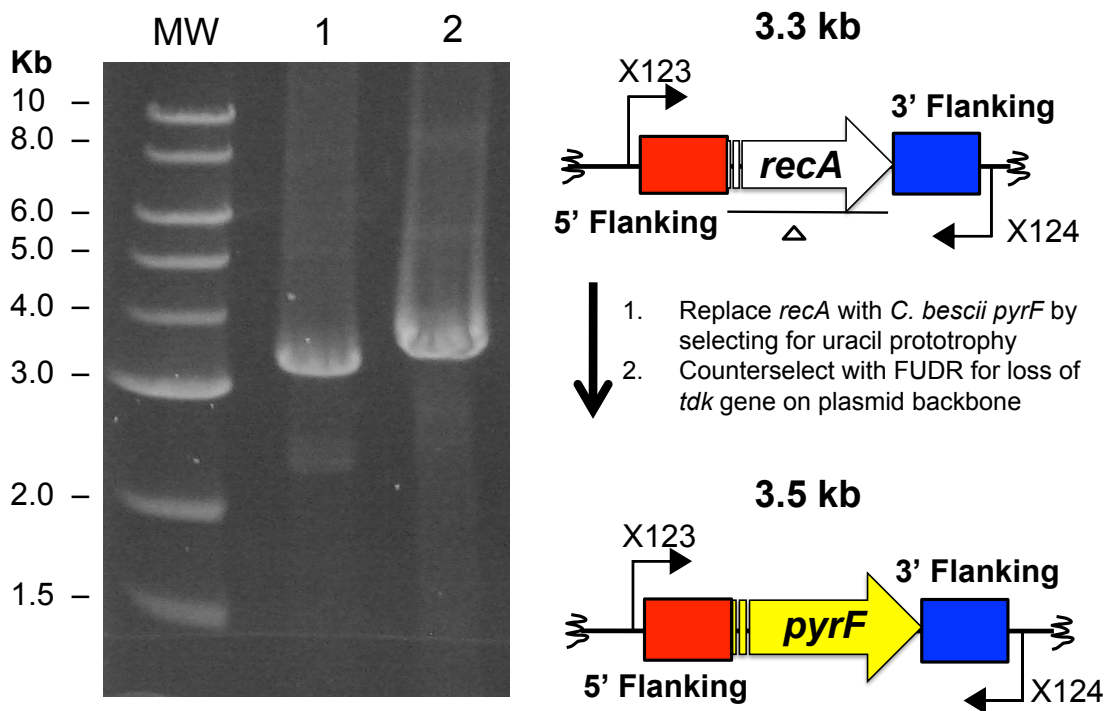 MW 1 2
Kb
10 –
8.0 –
6.0 –
5.0 –
4.0 –
3.0 –
2.0 –
1.5 –
3.3 kb
X123
3’ Flanking
recA
5’ Flanking
Δ
X124
1. Replace recA with C. bescii pyrF by
selecting for uracil prototrophy
2. Counterselect with FUDR for loss of
tdk gene on plasmid backbone
3.5 kb
X123
3’ Flanking
pyrF
5’ Flanking
X124